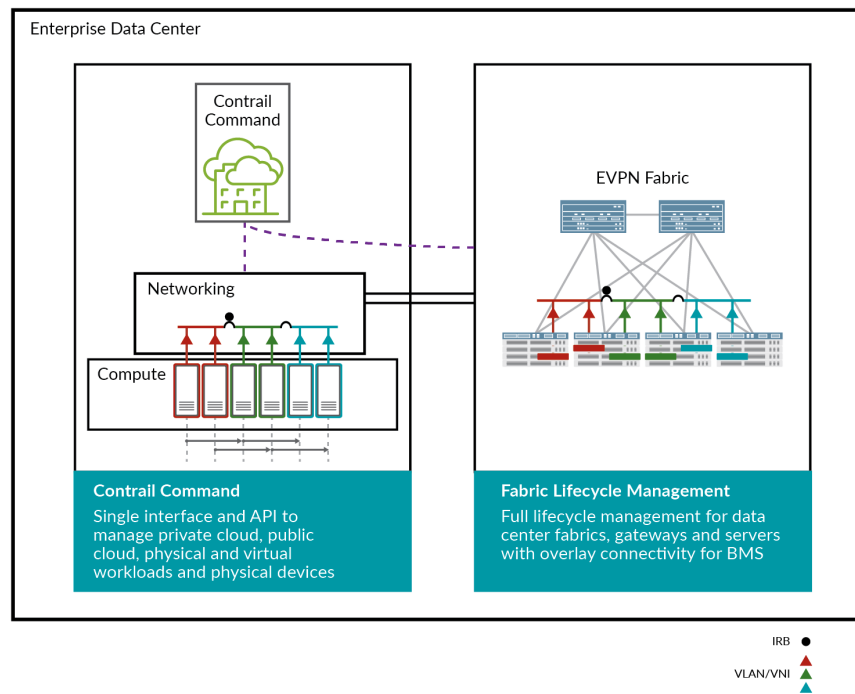 Enterprise Data Center
Contrail
Command
Networking
Compute
Contrail Command
Single interface and API to
manage private cloud, public
cloud, physical and virtual
workloads and physical devices
EVPN Fabric
Fabric Lifecycle Management
Full lifecycle management for data
center fabrics, gateways and servers
with overlay connectivity for BMS
IRB
VLAN/VNI